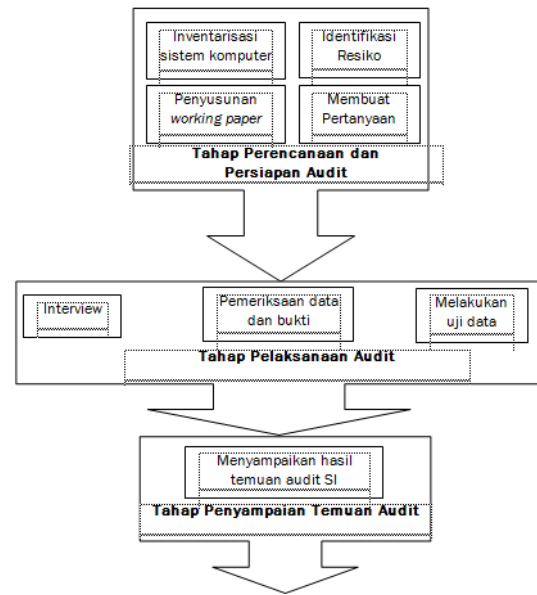 Inventarisasi
sistem komputer
Identifikasi
Resiko
Penyusunan
working paper
Membuat
Pertanyaan
Tahap Perencanaan dan
Persiapan Audit
Interview
Pemeriksaan data
dan bukti
Melakukan
uji data
Tahap Pelaksanaan Audit
Menyampaikan hasil
temuan audit SI
Tahap Penyampaian Temuan Audit